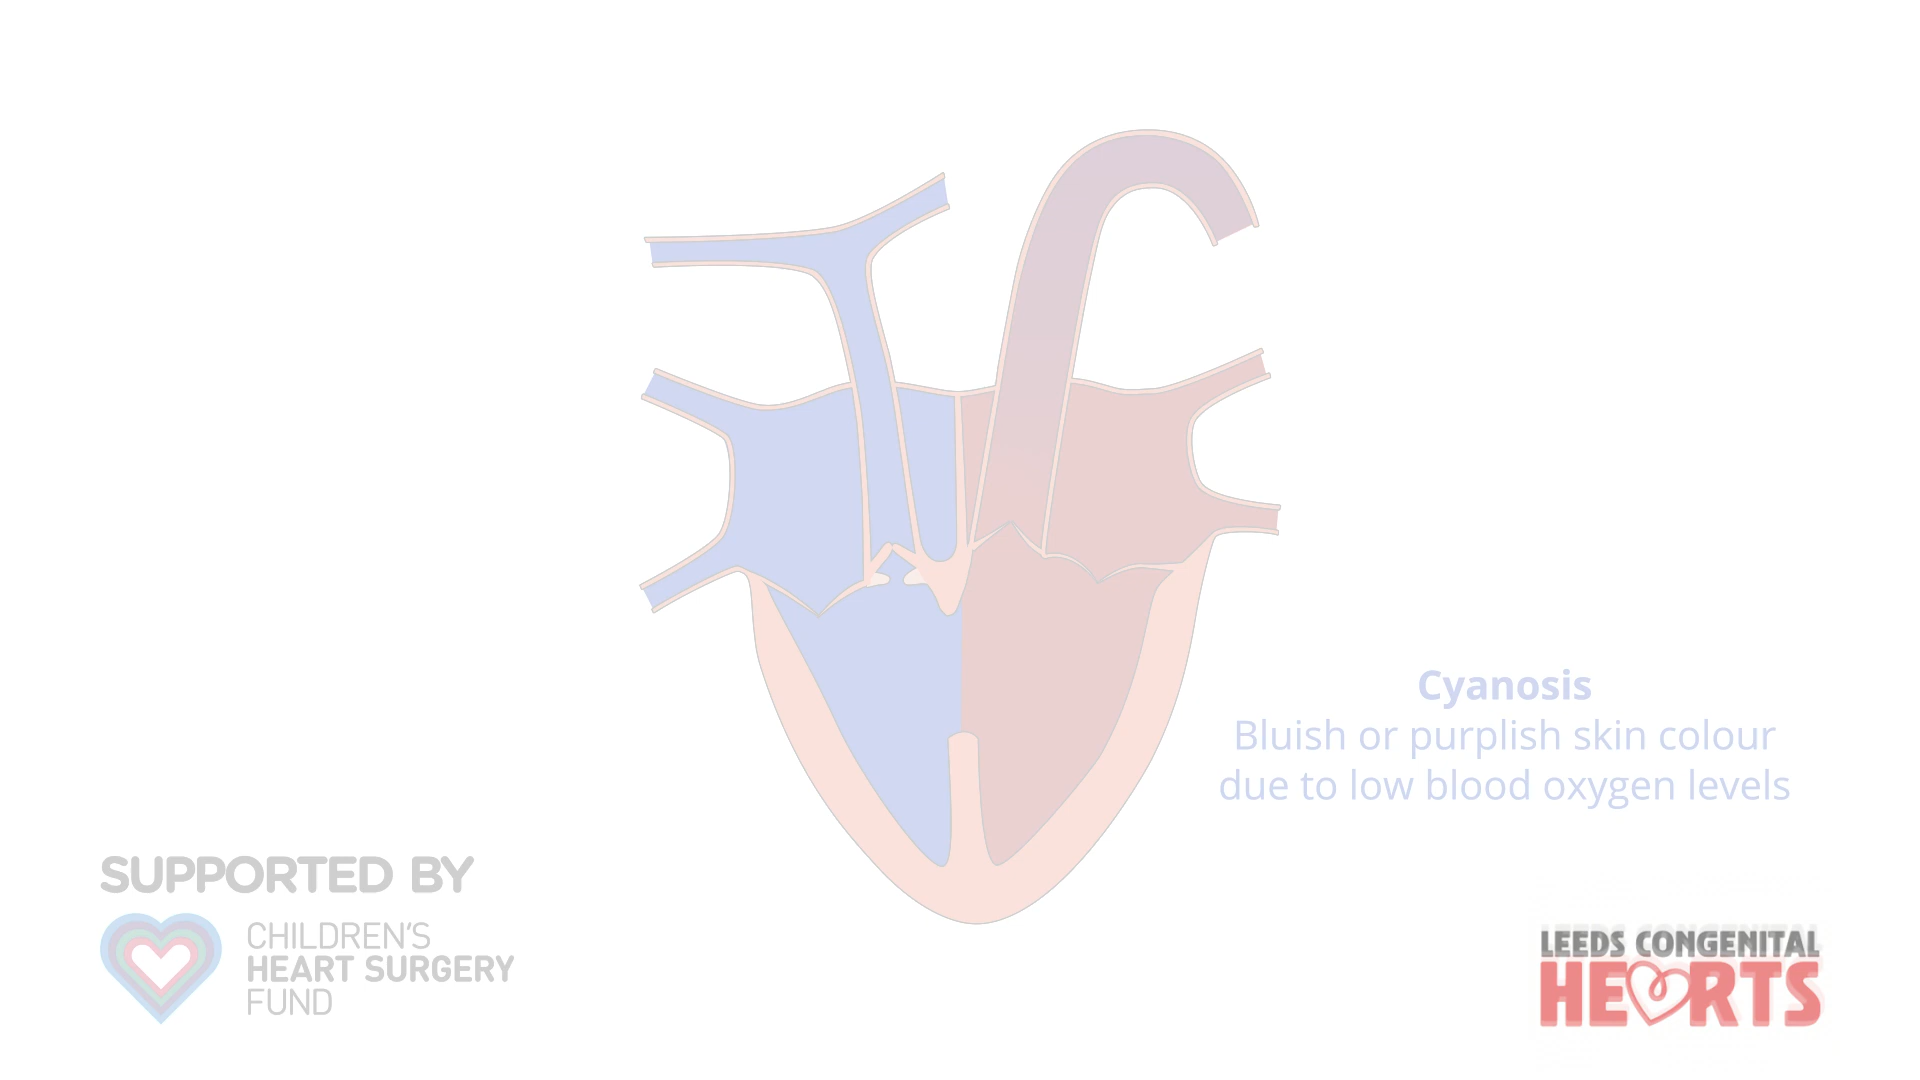 Cyanosis
Bluish or purplish skin colour
due to low blood oxygen levels
SUPPORTED BY
CHILDREN'S
HEART SURGERY
FUND
LEEDS CONGENITAL
HEARTS